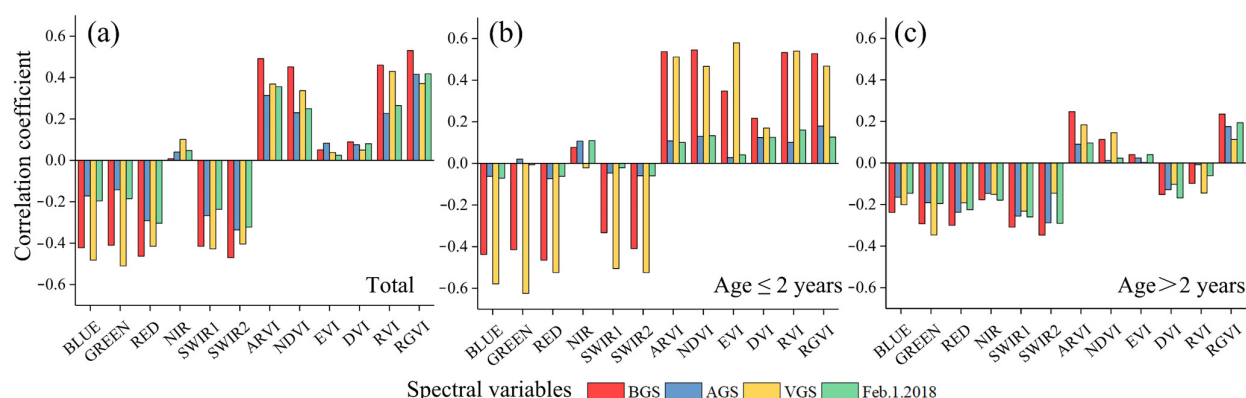 Correlation coefficient
(a)
0.6
0.4
0.2
0.0
−0.2
−0.4
−0.6
Total
BLUE
GREEN
RED
NIR
SWIR1
SWIR2
ARVI
NDVI
EVI
DVI
RVI
RGVI
(b)
0.6
0.4
0.2
0.0
−0.2
−0.4
−0.6
Age ≤ 2 years
BLUE
GREEN
RED
NIR
SWIR1
SWIR2
ARVI
NDVI
EVI
DVI
RVI
RGVI
(c)
0.6
0.4
0.2
0.0
−0.2
−0.4
−0.6
Age＞2 years
BLUE
GREEN
RED
NIR
SWIR1
SWIR2
ARVI
NDVI
EVI
DVI
RVI
RGVI
Spectral variables BGS AGS VGS Feb.1.2018